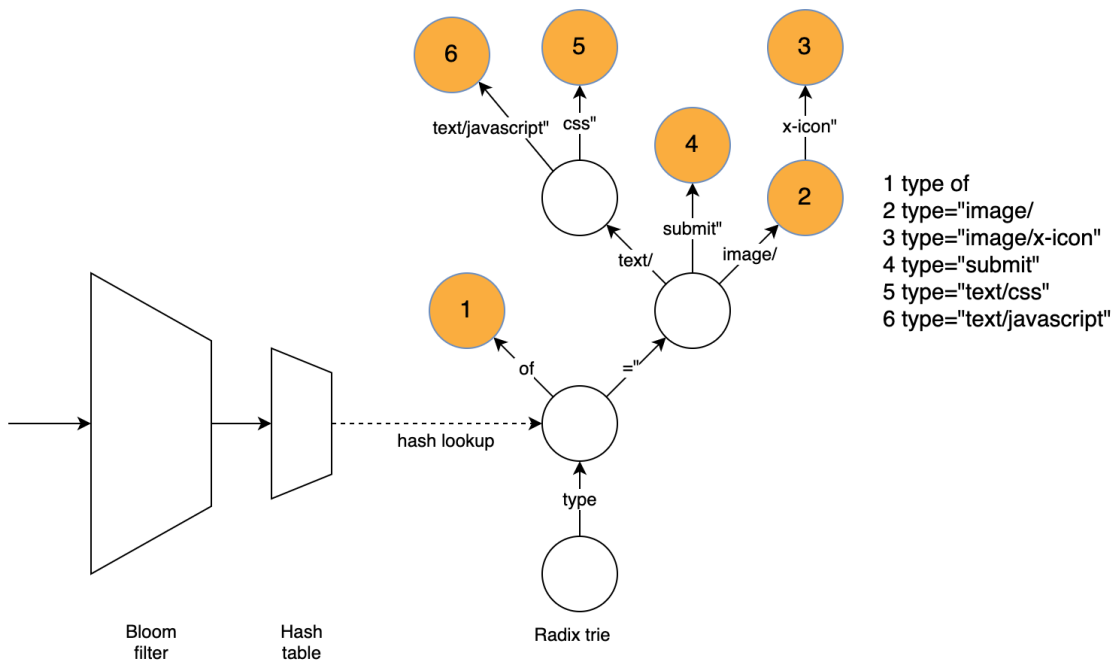 6
5
3
text/javascript"
css"
x-icon"
4
2
submit"
text/
image/
1 type of
2 type="image/
3 type="image/x-icon"
4 type="submit"
5 type="text/css"
6 type="text/javascript"
1
of
="
hash lookup
type
Bloom
filter
Hash
table
Radix trie